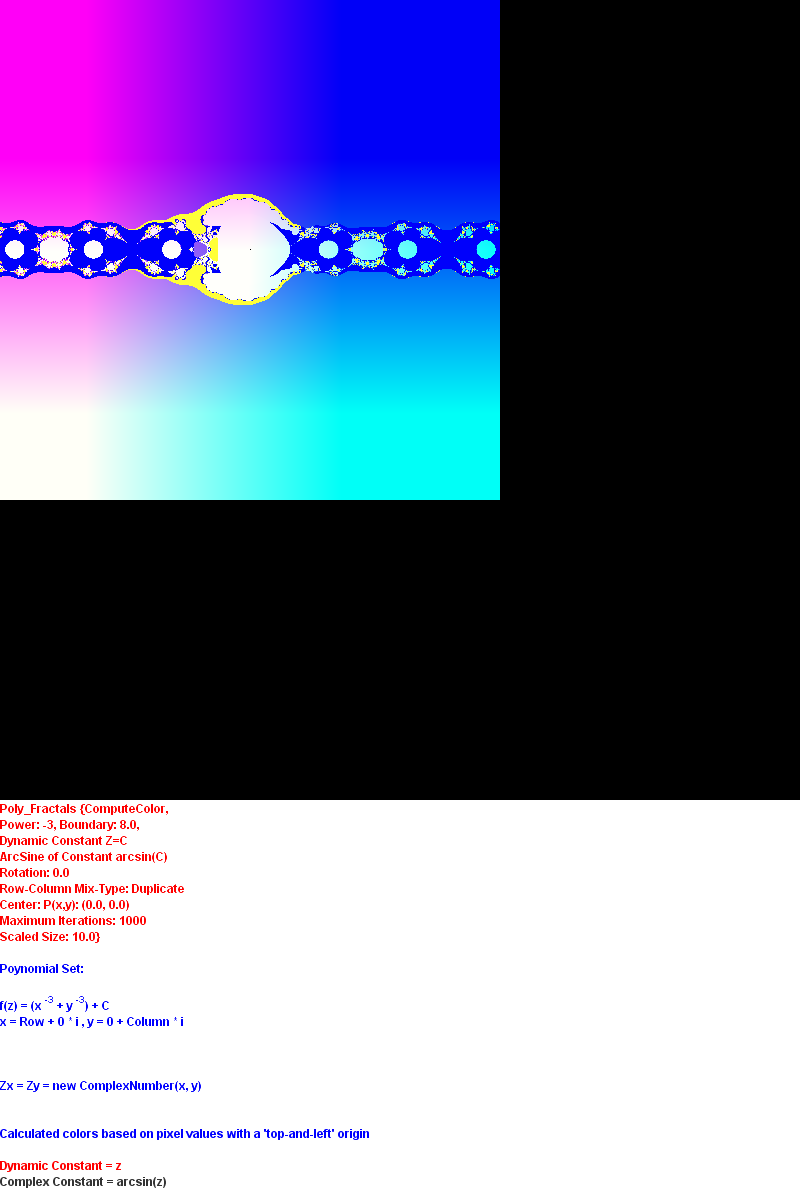 Poly_Fractals {ComputeColor,
Power: -3, Boundary: 8.0,
Dynamic Constant Z=C
ArcSine of Constant arcsin(C)
Rotation: 0.0
Row-Column Mix-Type: Duplicate
Center: P(x,y): (0.0, 0.0)
Maximum Iterations: 1000
Scaled Size: 10.0}
Poynomial Set:
f(z) = (x -3 + y -3) + C
x = Row + 0 * i , y = 0 + Column * i
Zx = Zy = new ComplexNumber(x, y)
Calculated colors based on pixel values with a 'top-and-left' origin
Dynamic Constant = z
Complex Constant = arcsin(z)